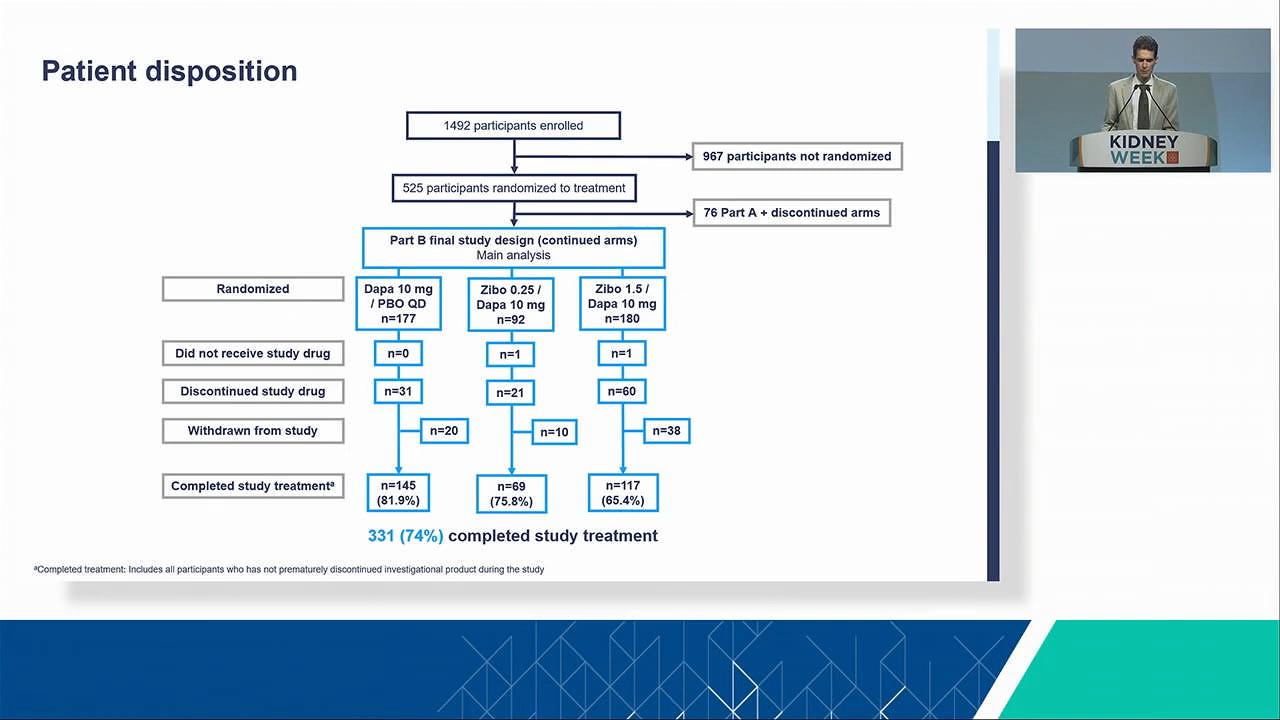 Patient disposition
1492 participants enrolled
967 participants not randomized
525 participants randomized to treatment
76 Part A + discontinued arms
Part B final study design (continued arms)
Main analysis
Randomized
Dapa 10 mg
/ PBO QD
n=177
Zibo 0.25 /
Dapa 10 mg
n=92
Zibo 1.5 /
Dapa 10 mg
n=180
Did not receive study drug
n=0
n=1
n=1
Discontinued study drug
n=31
n=21
n=60
Withdrawn from study
n=20
n=10
n=38
Completed study treatmentᵃ
n=145
(81.9%)
n=69
(75.8%)
n=117
(65.4%)
331 (74%) completed study treatment
ᵃCompleted treatment: Includes all participants who has not prematurely discontinued investigational product during the study
KIDNEY
WEEK